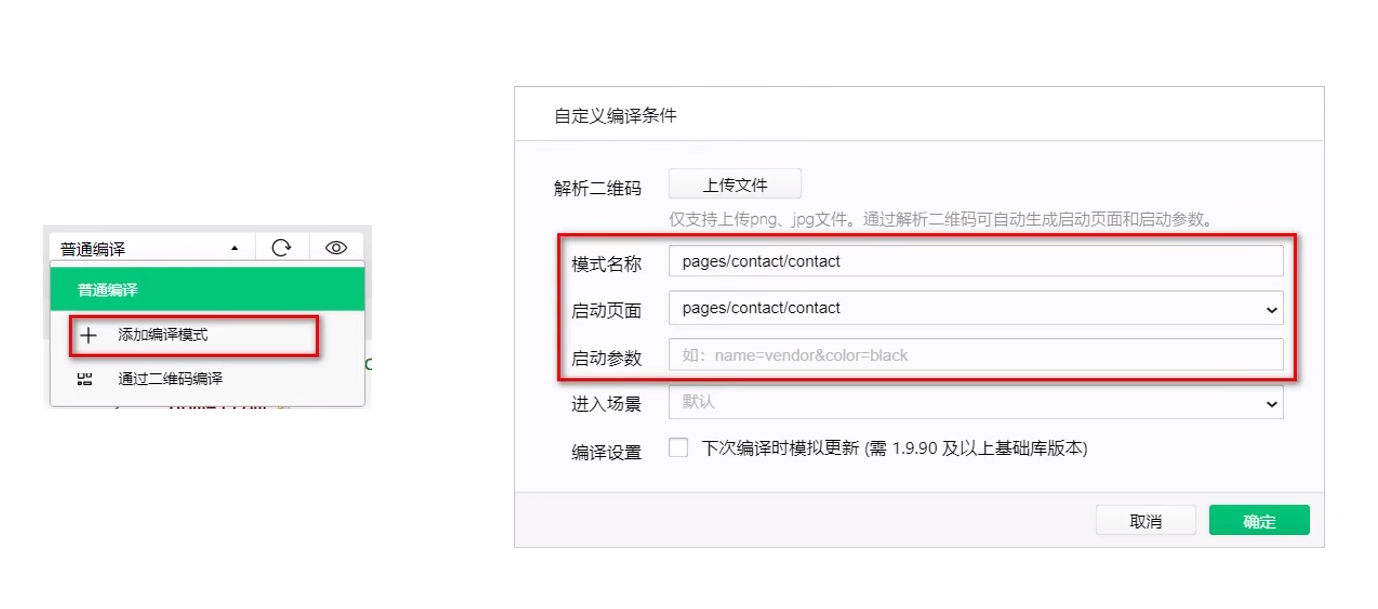 普通编译
普通编译
添加编译模式
通过二维码编译
自定义编译条件
解析二维码 上传文件
仅支持上传png、jpg文件。通过解析二维码可自动生成启动页面和启动参数。
模式名称 pages/contact/contact
启动页面 pages/contact/contact
启动参数 如：name=vendor&color=black
进入场景 默认
编译设置 下次编译时模拟更新 (需 1.9.90 及以上基础库版本)
取消 确定